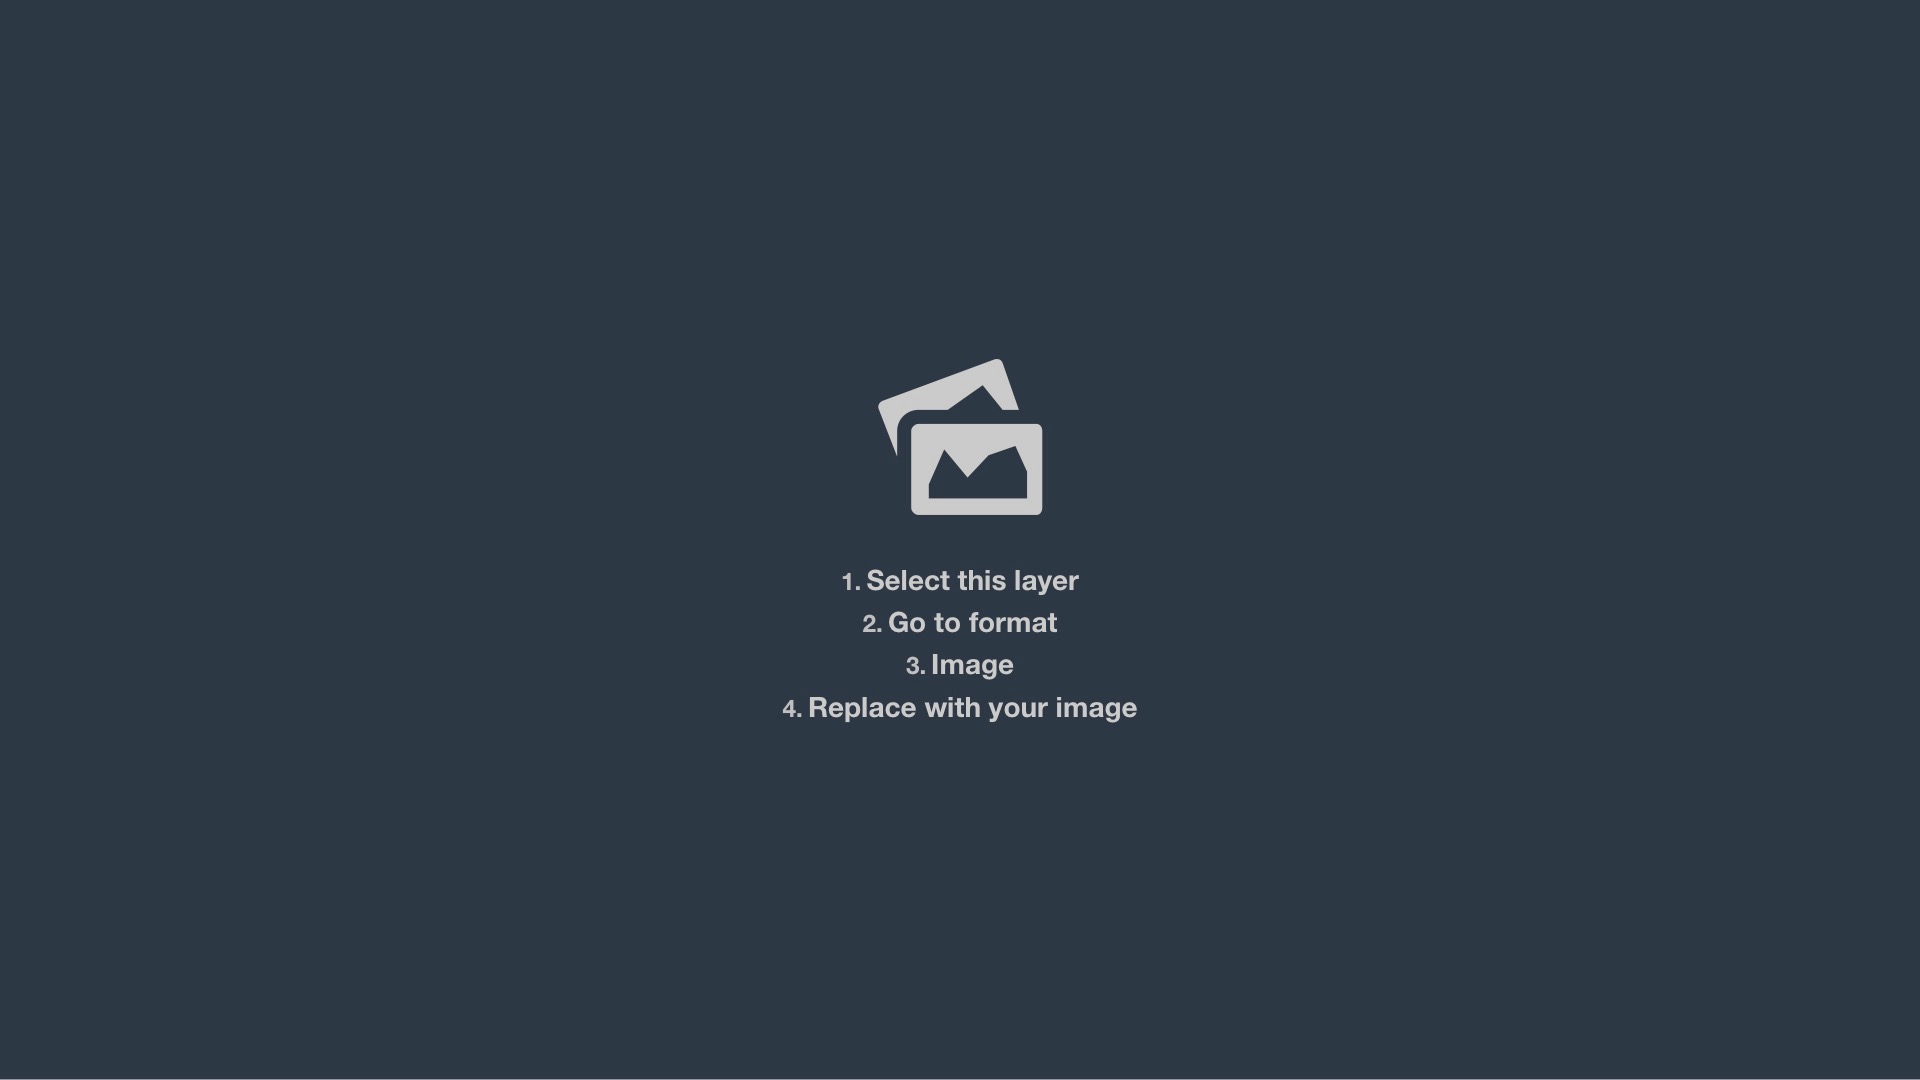 1. Select this layer
2. Go to format
3. Image
4. Replace with your image